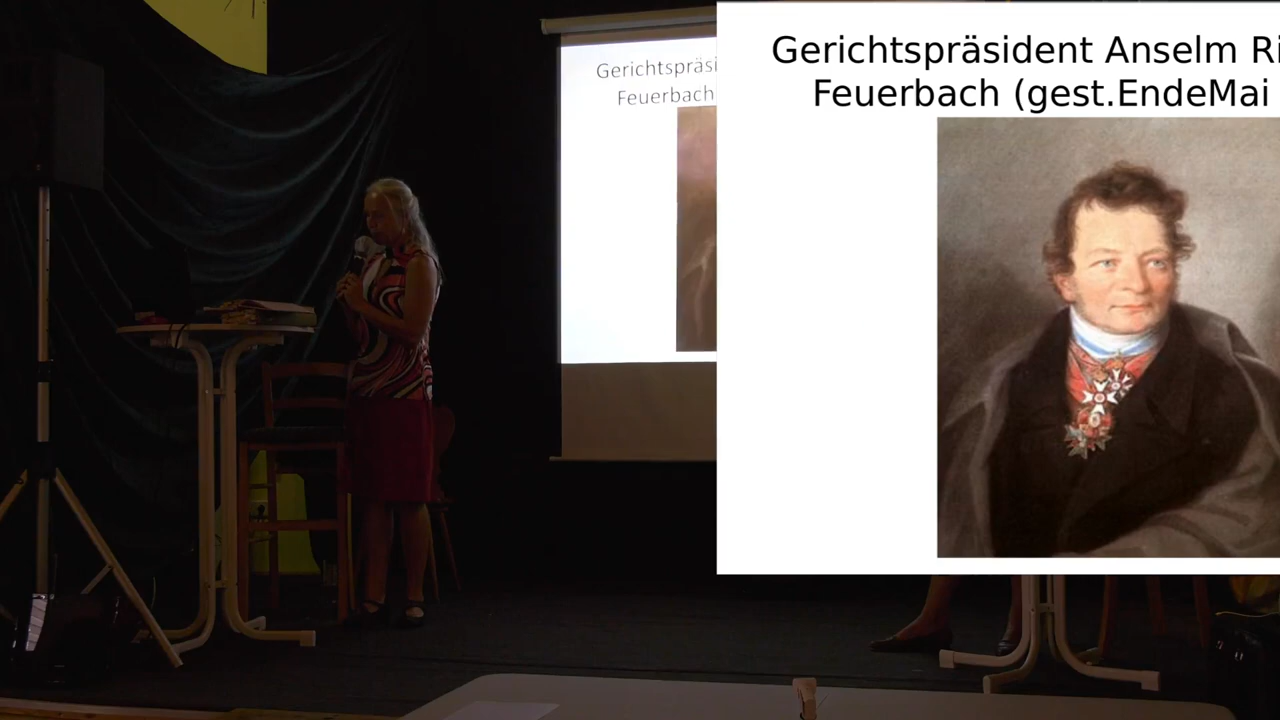 Gerichtspräsi
Feuerbach
Gerichtspräsident Anselm Ri
Feuerbach (gest.EndeMai